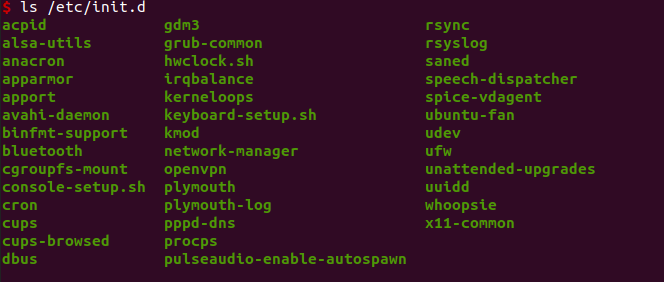 $ ls /etc/init.d
acpid gdm3 rsync
alsa-utils grub-common rsyslog
anacron hwclock.sh saned
apparmor irqbalance speech-dispatcher
apport kerneloops spice-vdagent
avahi-daemon keyboard-setup.sh ubuntu-fan
binfmt-support kmod udev
bluetooth network-manager ufw
cgroupfs-mount openvpn unattended-upgrades
console-setup.sh plymouth uuidd
cron plymouth-log whoopsie
cups pppd-dns x11-common
cups-browsed procps
dbus pulseaudio-enable-autospawn